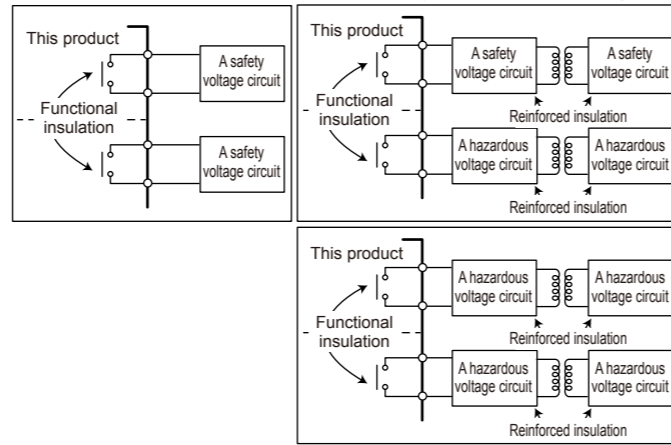 This product
A safety
voltage circuit
Functional
insulation
A safety
voltage circuit
This product
A safety
voltage circuit
A safety
voltage circuit
Reinforced insulation
Functional
insulation
A hazardous
voltage circuit
A hazardous
voltage circuit
Reinforced insulation
This product
A hazardous
voltage circuit
A hazardous
voltage circuit
Reinforced insulation
Functional
insulation
A hazardous
voltage circuit
A hazardous
voltage circuit
Reinforced insulation